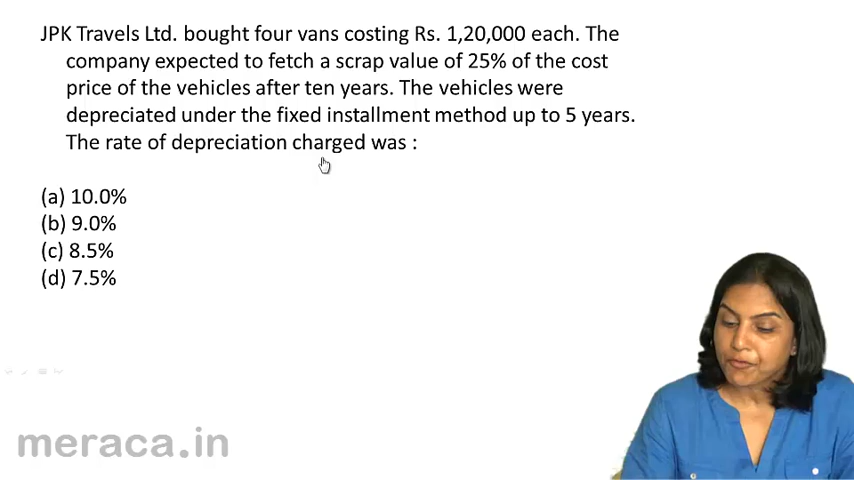 JPK Travels Ltd. bought four vans costing Rs. 1,20,000 each. The
company expected to fetch a scrap value of 25% of the cost
price of the vehicles after ten years. The vehicles were
depreciated under the fixed installment method up to 5 years.
The rate of depreciation charged was :
(a) 10.0%
(b) 9.0%
(c) 8.5%
(d) 7.5%
meraca.in